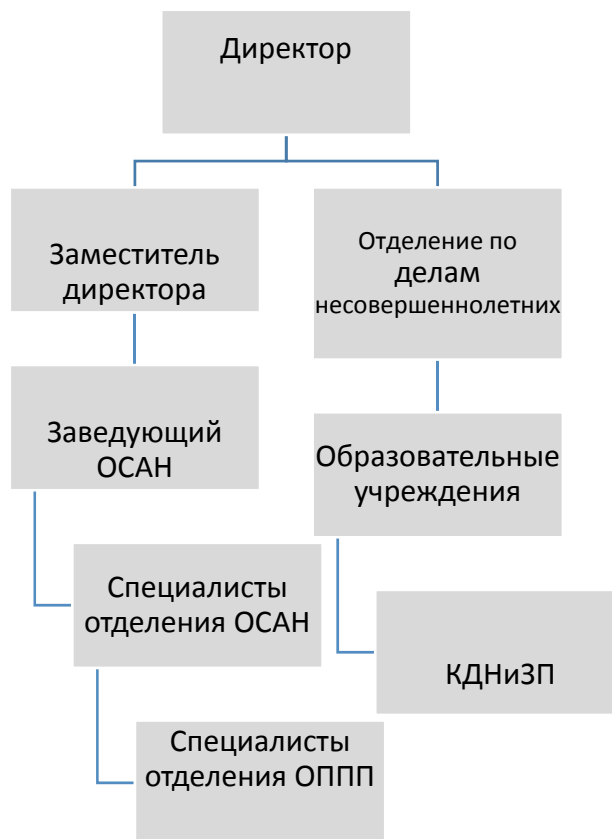 Директор
Заместитель
директора
Отделение по
делам
несовершеннолетних
Заведующий
ОСАН
Образовательные
учреждения
Специалисты
отделения ОСАН
КДНиЗП
Специалисты
отделения ОППП